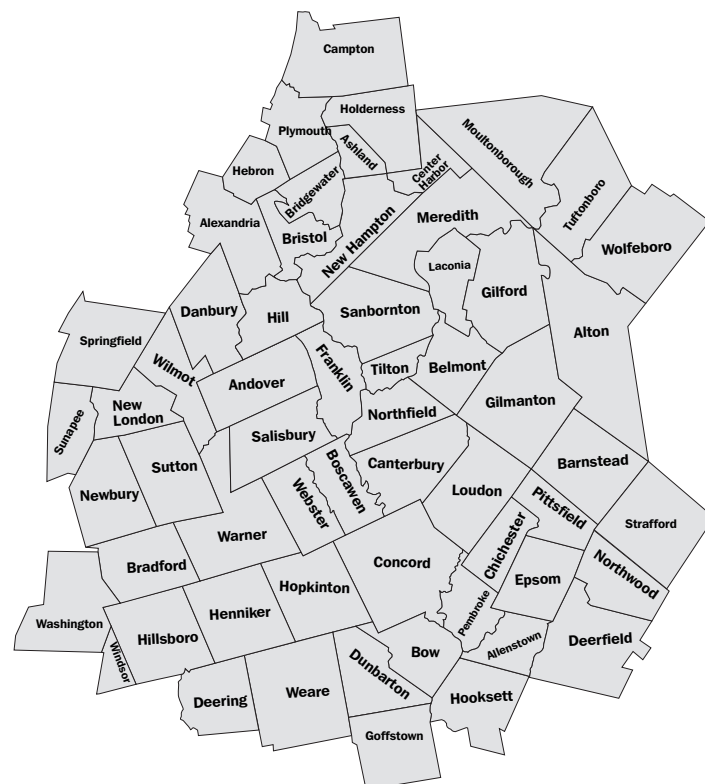 Campton
Holderness
Plymouth
Ashland
Moultonborough
Center
Harbor
Hebron
Bridgewater
Tuftonboro
Alexandria
Meredith
Bristol
New Hampton
Wolfeboro
Laconia
Gilford
Danbury
Hill
Sanbornton
Alton
Springfield
Wilmot
Franklin
Tilton
Belmont
Andover
Gilmanton
New
London
Northfield
Sunapee
Salisbury
Barnstead
Canterbury
Sutton
Boscawen
Loudon
Newbury
Webster
Pittsfield
Strafford
Warner
Chichester
Concord
Bradford
Northwood
Epsom
Hopkinton
Henniker
Pembroke
Washington
Hillsboro
Allenstown
Deerfield
Windsor
Bow
Dunbarton
Deering
Weare
Hooksett
Goffstown